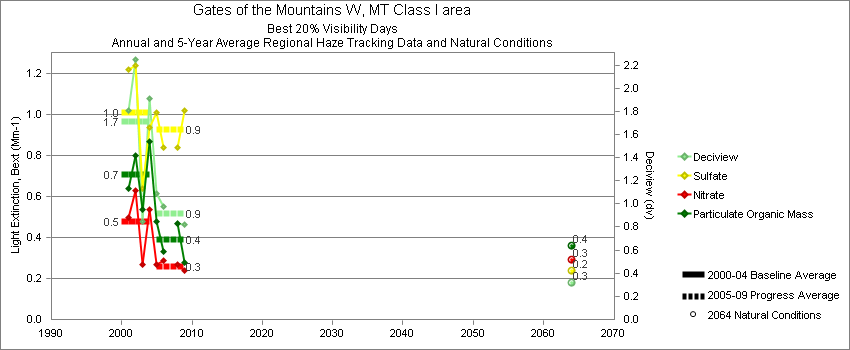 Gates of the Mountains W, MT Class I area
Best 20% Visibility Days
Annual and 5-Year Average Regional Haze Tracking Data and Natural Conditions
Light Extinction, Bext (Mm-1)
1.2
1.0
0.8
0.6
0.4
0.2
0.0
1.0
1.7
0.7
0.5
0.9
0.9
0.4
0.3
0.4
0.3
0.2
0.3
2.2
2.0
1.8
1.6
1.4
1.2
1.0
0.8
0.6
0.4
0.2
0.0
Deciview (dv)
1990 2000 2010 2020 2030 2040 2050 2060 2070
Deciview
Sulfate
Nitrate
Particulate Organic Mass
2000-04 Baseline Average
2005-09 Progress Average
2064 Natural Conditions